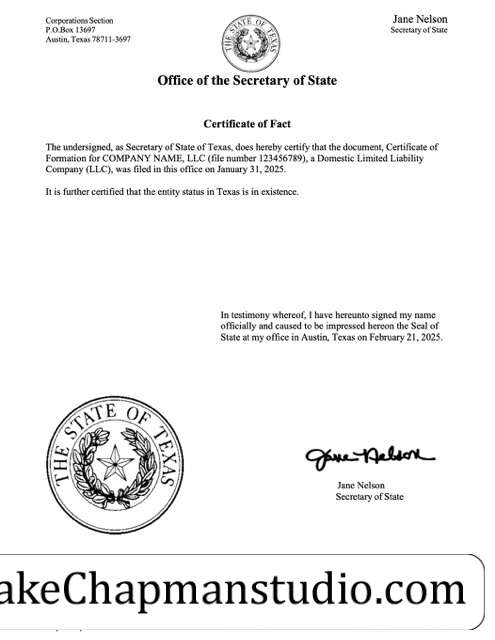 Corporations Section
P.O.Box 13697
Austin, Texas 78711-3697
THE STATE OF TEXAS
Jane Nelson
Secretary of State
Office of the Secretary of State
Certificate of Fact
The undersigned, as Secretary of State of Texas, does hereby certify that the document, Certificate of
Formation for COMPANY NAME, LLC (file number 123456789), a Domestic Limited Liability
Company (LLC), was filed in this office on January 31, 2025.
It is further certified that the entity status in Texas is in existence.
In testimony whereof, I have hereunto signed my name
officially and caused to be impressed hereon the Seal of
State at my office in Austin, Texas on February 21, 2025.
THE STATE OF TEXAS
Jane Nelson
Jane Nelson
Secretary of State
akeChapmanstudio.com